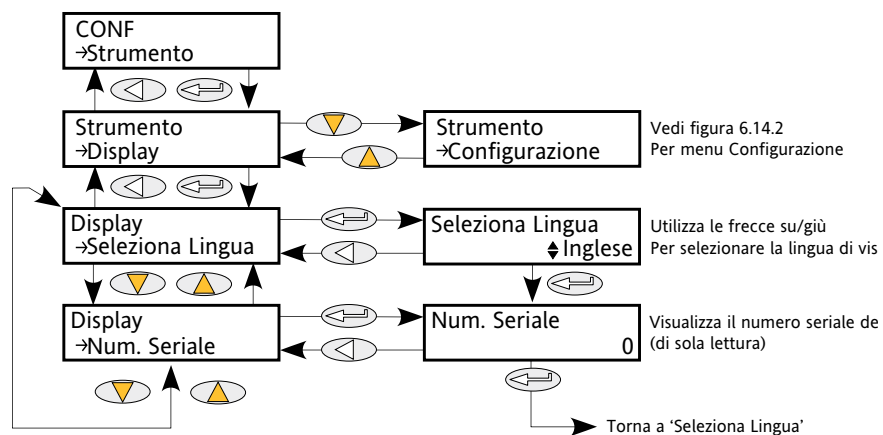 CONF
→Strumento
Strumento
→Display
Strumento
→Configurazione
Vedi figura 6.14.2
Per menu Configurazione
Display
→Seleziona Lingua
Seleziona Lingua
Inglese
Utilizza le frecce su/giù
Per selezionare la lingua di vis
Display
→Num. Seriale
Num. Seriale
0
Visualizza il numero seriale de
(di sola lettura)
Torna a ‘Seleziona Lingua’